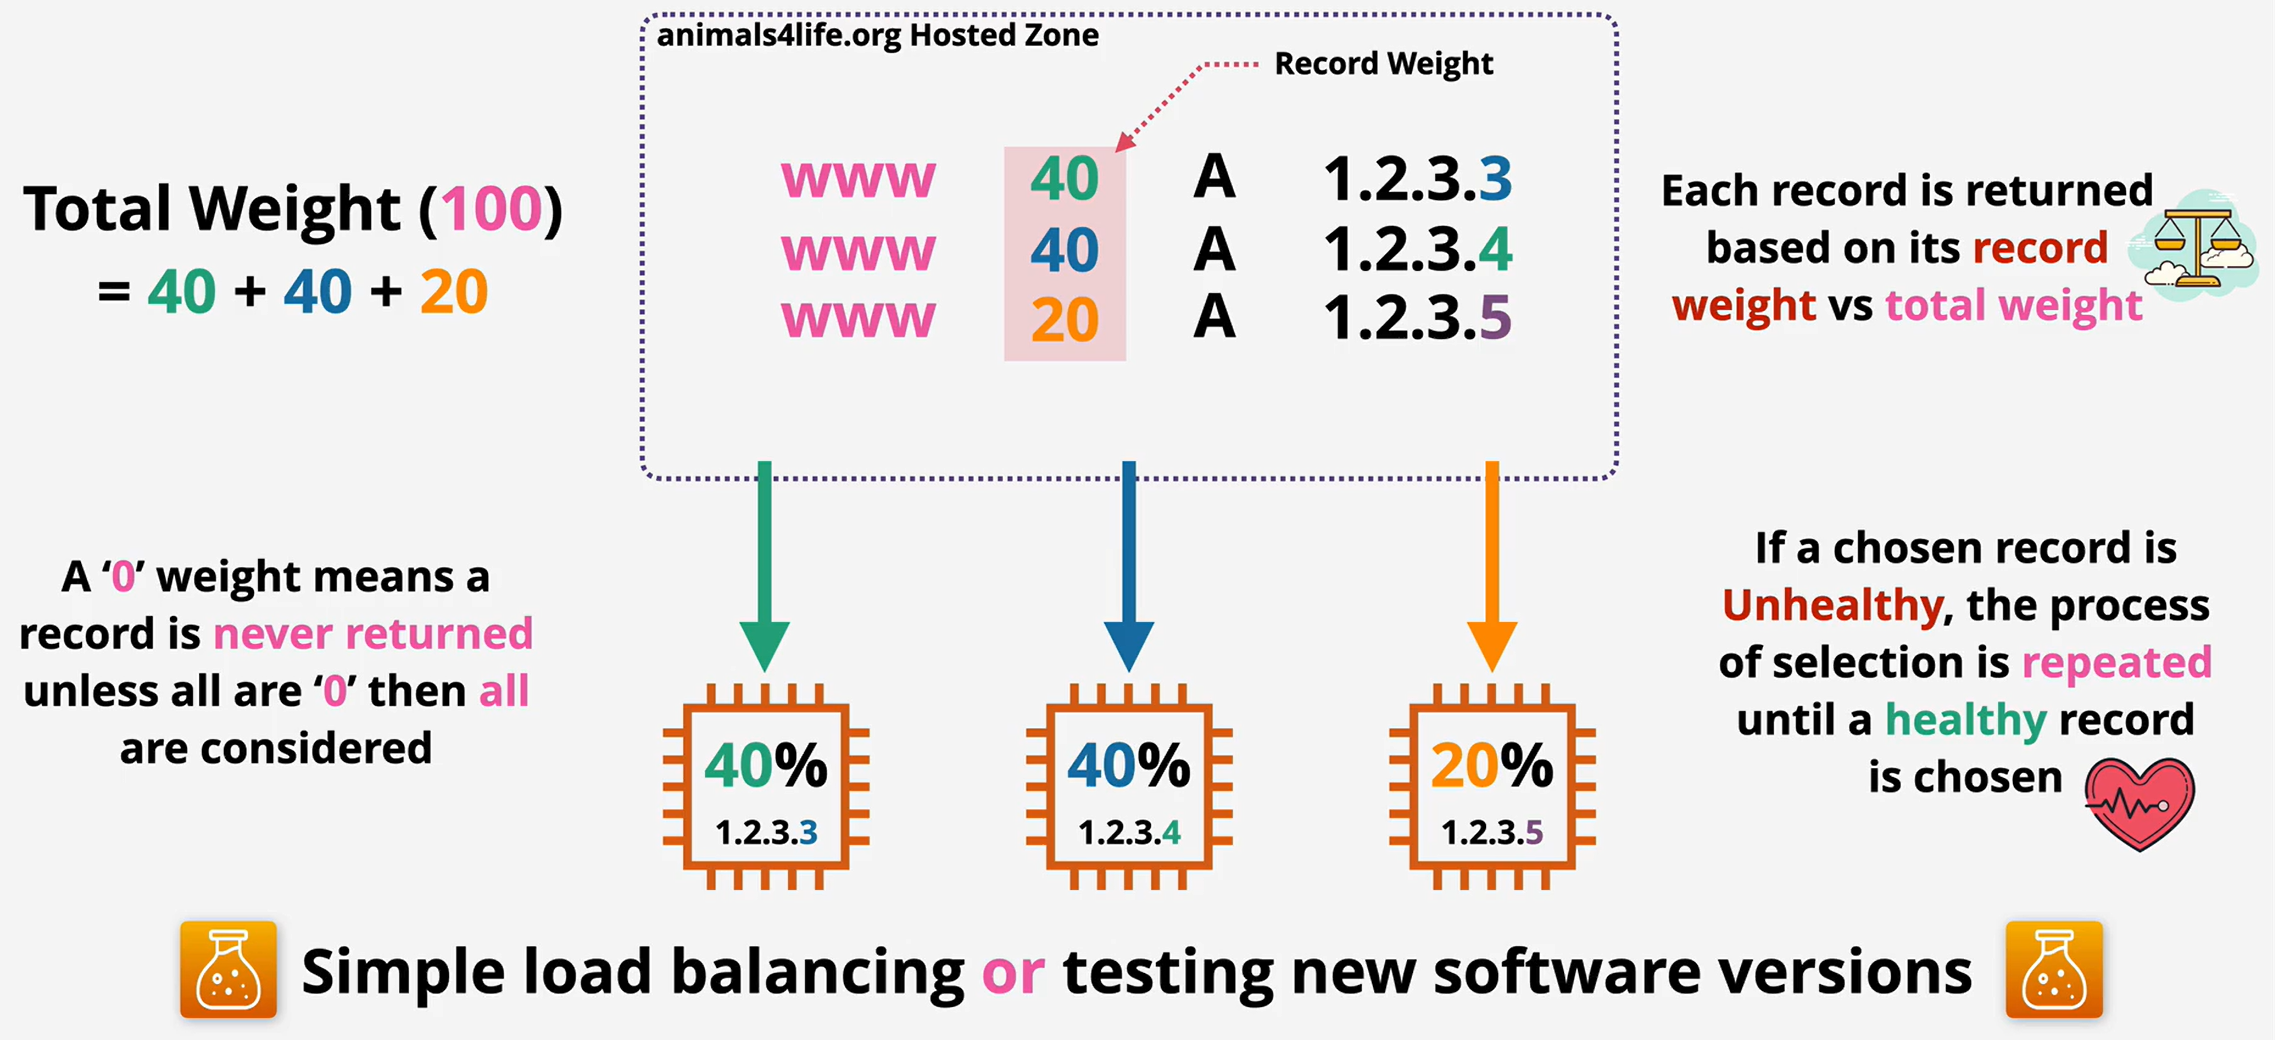 animals4life.org Hosted Zone
Record Weight
Total Weight (100)
= 40 + 40 + 20
www 40 A 1.2.3.3
www 40 A 1.2.3.4
www 20 A 1.2.3.5
Each record is returned
based on its record
weight vs total weight
A ‘0’ weight means a
record is never returned
unless all are ‘0’ then all
are considered
40%
1.2.3.3
40%
1.2.3.4
20%
1.2.3.5
If a chosen record is
Unhealthy, the process
of selection is repeated
until a healthy record
is chosen
Simple load balancing or testing new software versions